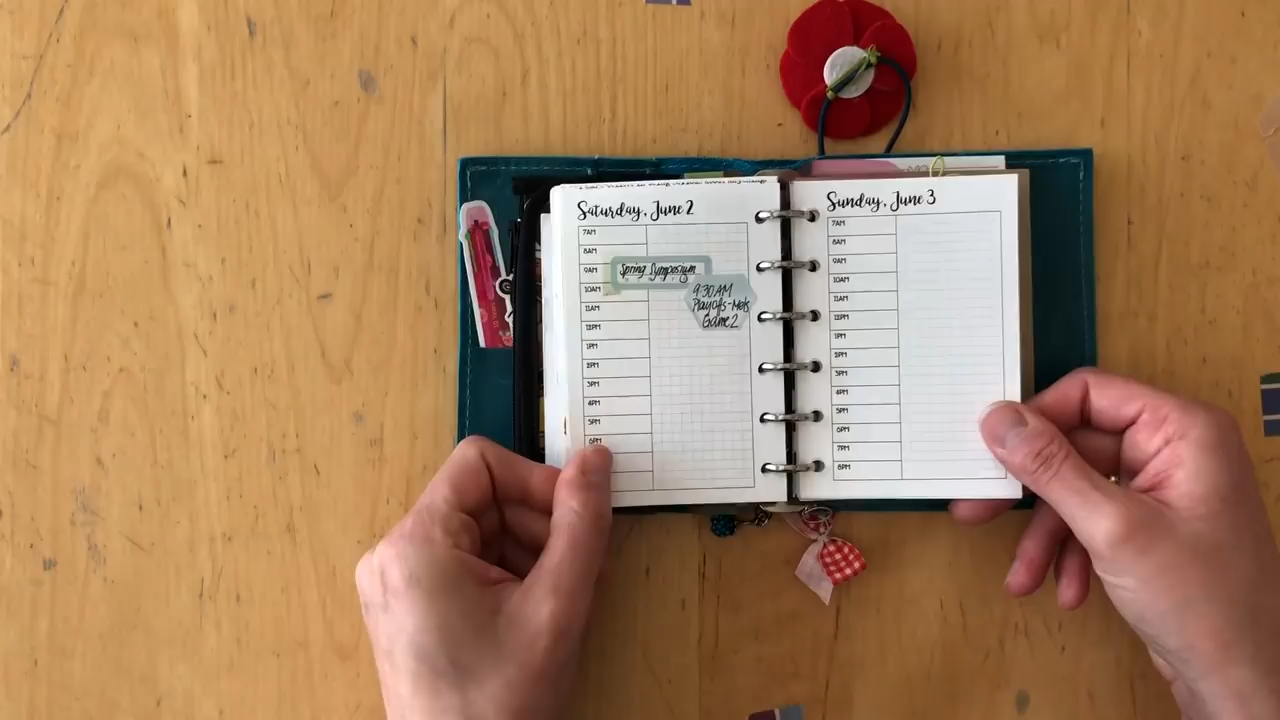 Saturday, June 2
7AM
8AM
9AM
Spring Symposium
10AM
9:30AM
Playoffs-Mets
Game 2
11AM
12PM
1PM
2PM
3PM
4PM
5PM
6PM
Sunday, June 3
7AM
8AM
9AM
10AM
11AM
12PM
1PM
2PM
3PM
4PM
5PM
6PM
7PM
8PM